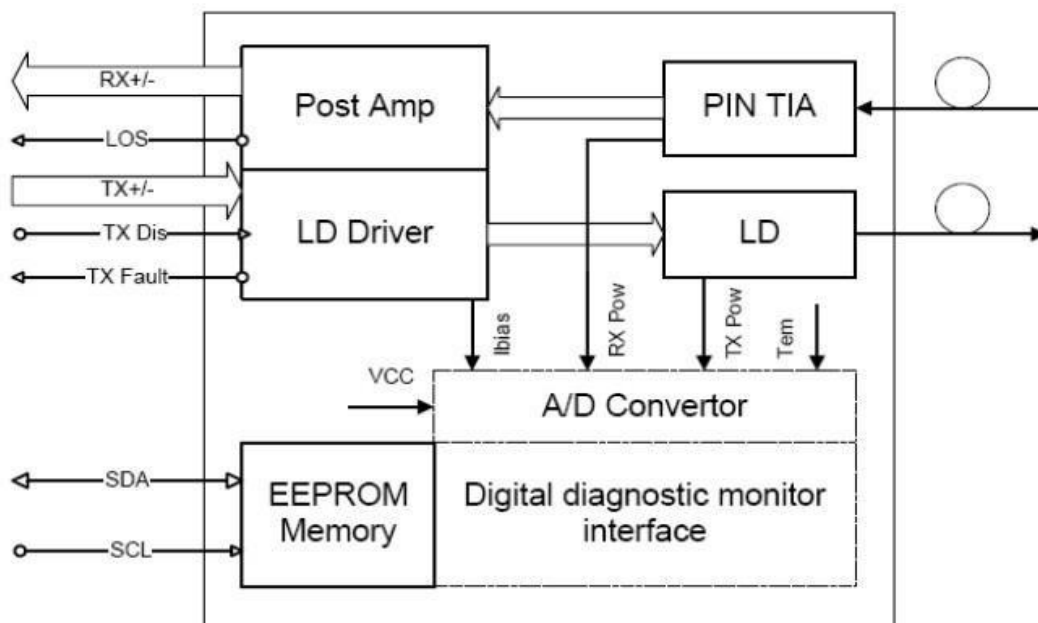 RX+/-
Post Amp
PIN TIA
LOS
TX+/-
TX Dis
LD Driver
LD
TX Fault
Ibias
RX Pow
TX Pow
Tem
VCC
A/D Convertor
SDA
EEPROM
Memory
Digital diagnostic monitor
interface
SCL